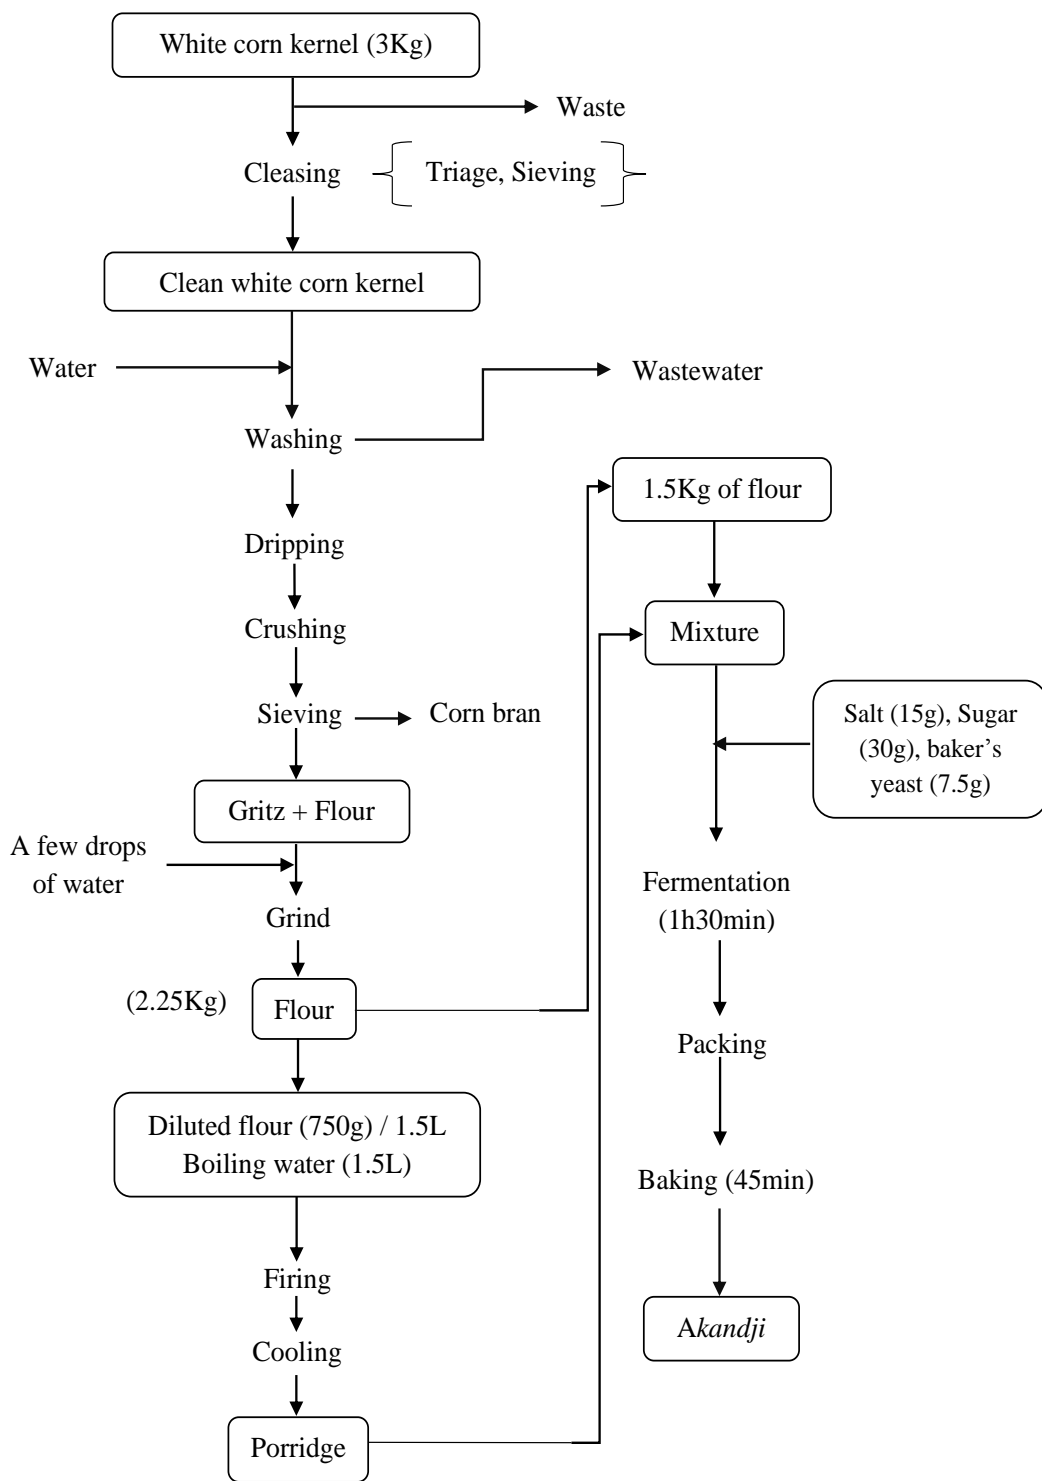 White corn kernel (3Kg)
Waste
Cleasing
Triage, Sieving
Clean white corn kernel
Water
Wastewater
Washing
Dripping
Crushing
Sieving
Corn bran
Gritz + Flour
A few drops
of water
Grind
(2.25Kg)
Flour
Diluted flour (750g) / 1.5L
Boiling water (1.5L)
Firing
Cooling
Porridge
1.5Kg of flour
Mixture
Salt (15g), Sugar
(30g), baker’s
yeast (7.5g)
Fermentation
(1h30min)
Packing
Baking (45min)
Akandji